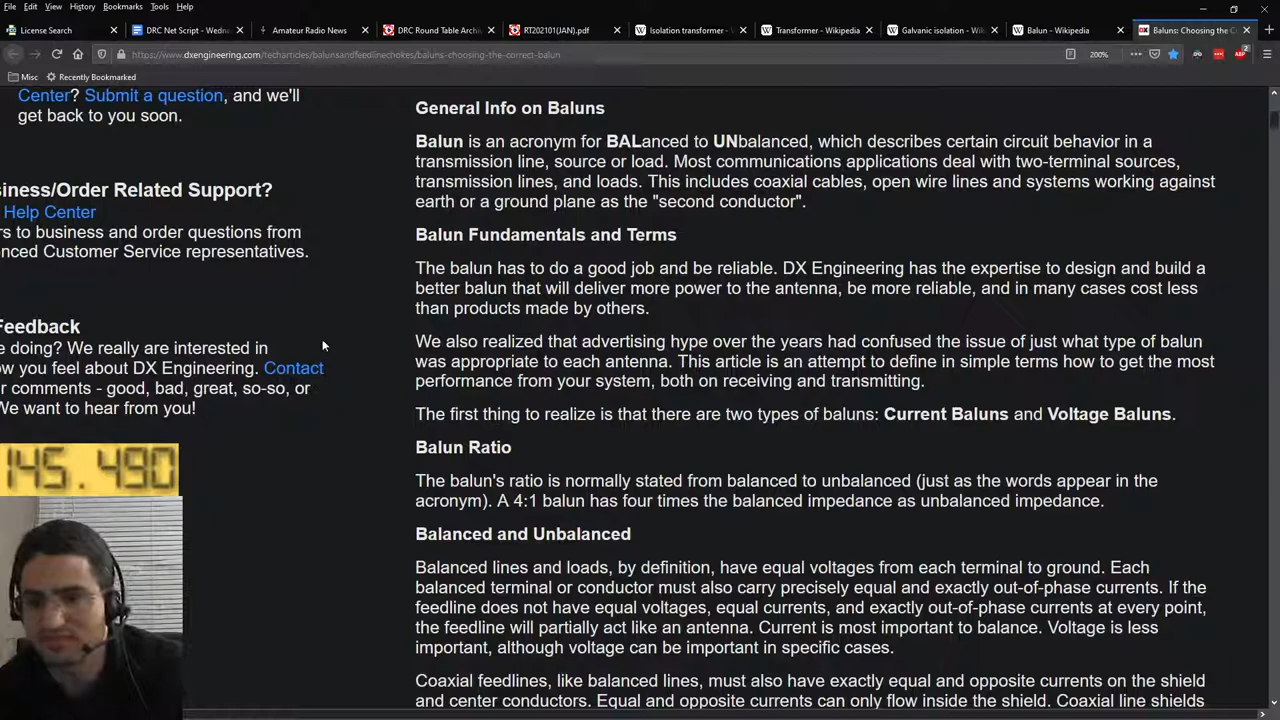 File Edit View History Bookmarks Tools Help
License Search
DRC Net Script - Wedn
Amateur Radio News
DRC Round Table Archi
RT202101(JAN).pdf
Isolation transformer -
Transformer - Wikipedia
Galvanic isolation - Wiki
Balun - Wikipedia
Baluns: Choosing the C
https://www.dxengineering.com/techarticles/balunsandfeedlinechokes/baluns-choosing-the-correct-balun
200%
Misc
Recently Bookmarked
Center? Submit a question, and we'll
get back to you soon.
siness/Order Related Support?
Help Center
rs to business and order questions from
enced Customer Service representatives.
Feedback
e doing? We really are interested in
ow you feel about DX Engineering. Contact
r comments - good, bad, great, so-so, or
We want to hear from you!
145.490
General Info on Baluns
Balun is an acronym for BALanced to UNbalanced, which describes certain circuit behavior in a
transmission line, source or load. Most communications applications deal with two-terminal sources,
transmission lines, and loads. This includes coaxial cables, open wire lines and systems working against
earth or a ground plane as the "second conductor".
Balun Fundamentals and Terms
The balun has to do a good job and be reliable. DX Engineering has the expertise to design and build a
better balun that will deliver more power to the antenna, be more reliable, and in many cases cost less
than products made by others.
We also realized that advertising hype over the years had confused the issue of just what type of balun
was appropriate to each antenna. This article is an attempt to define in simple terms how to get the most
performance from your system, both on receiving and transmitting.
The first thing to realize is that there are two types of baluns: Current Baluns and Voltage Baluns.
Balun Ratio
The balun's ratio is normally stated from balanced to unbalanced (just as the words appear in the
acronym). A 4:1 balun has four times the balanced impedance as unbalanced impedance.
Balanced and Unbalanced
Balanced lines and loads, by definition, have equal voltages from each terminal to ground. Each
balanced terminal or conductor must also carry precisely equal and exactly out-of-phase currents. If the
feedline does not have equal voltages, equal currents, and exactly out-of-phase currents at every point,
the feedline will partially act like an antenna. Current is most important to balance. Voltage is less
important, although voltage can be important in specific cases.
Coaxial feedlines, like balanced lines, must also have exactly equal and opposite currents on the shield
and center conductors. Equal and opposite currents can only flow inside the shield. Coaxial line shields